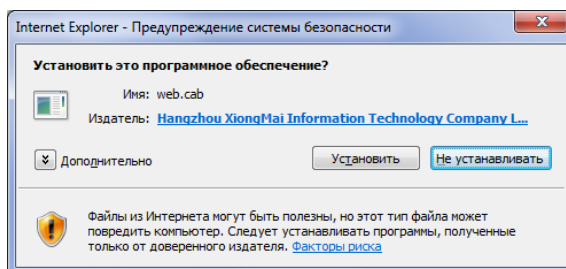 Internet Explorer - Предупреждение системы безопасности
Установить это программное обеспечение?
Имя: web.cab
Издатель: Hangzhou XiongMai Information Technology Company L...
Дополнительно
Установить
Не устанавливать
Файлы из Интернета могут быть полезны, но этот тип файла может
повредить компьютер. Следует устанавливать программы, полученные
только от доверенного издателя. Факторы риска